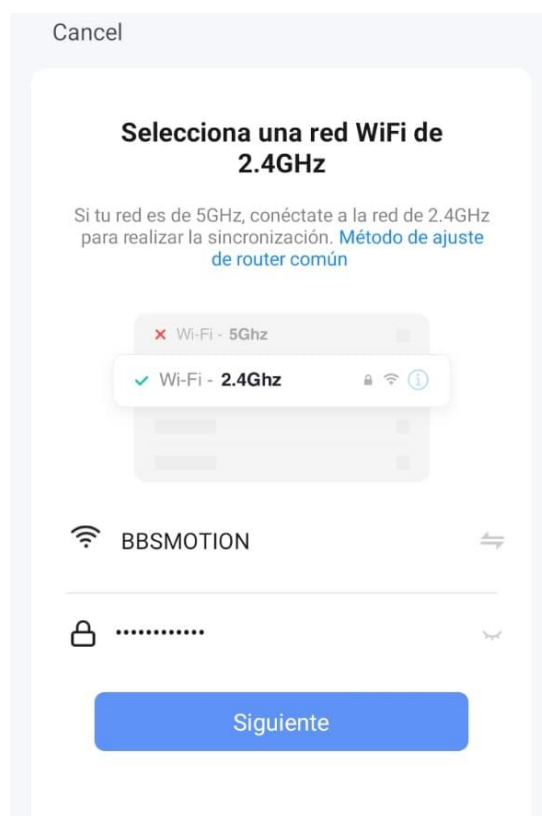 Cancel
Selecciona una red WiFi de
2.4GHz
Si tu red es de 5GHz, conéctate a la red de 2.4GHz
para realizar la sincronización. Método de ajuste
de router común
Wi-Fi - 5Ghz
Wi-Fi - 2.4Ghz
BBSMOTION
••••••••••••
Siguiente